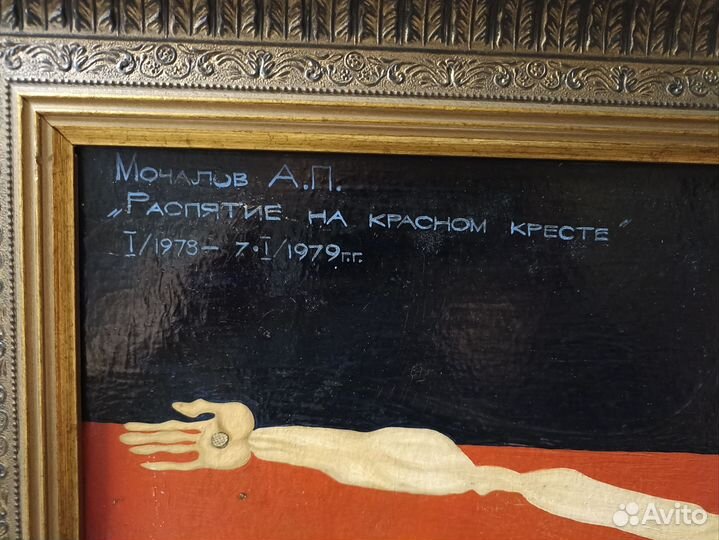 Мочалов А.П.
„Распятие на красном кресте"
I/1978 – 7·I/1979 г.г.
Avito